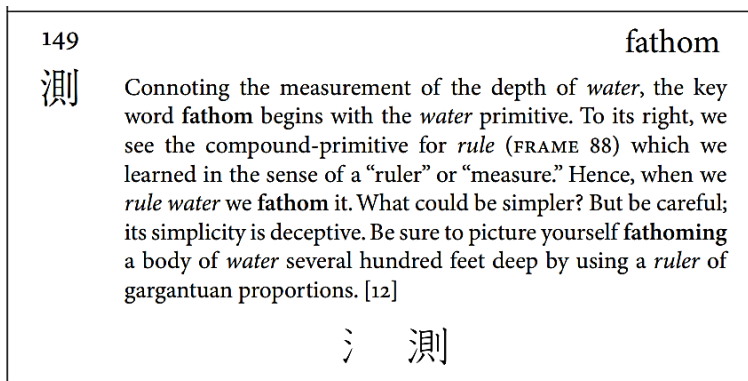 149 fathom
測 Connoting the measurement of the depth of water, the key
word fathom begins with the water primitive. To its right, we
see the compound-primitive for rule (FRAME 88) which we
learned in the sense of a “ruler” or “measure.” Hence, when we
rule water we fathom it. What could be simpler? But be careful;
its simplicity is deceptive. Be sure to picture yourself fathoming
a body of water several hundred feet deep by using a ruler of
gargantuan proportions. [12]
氵 測